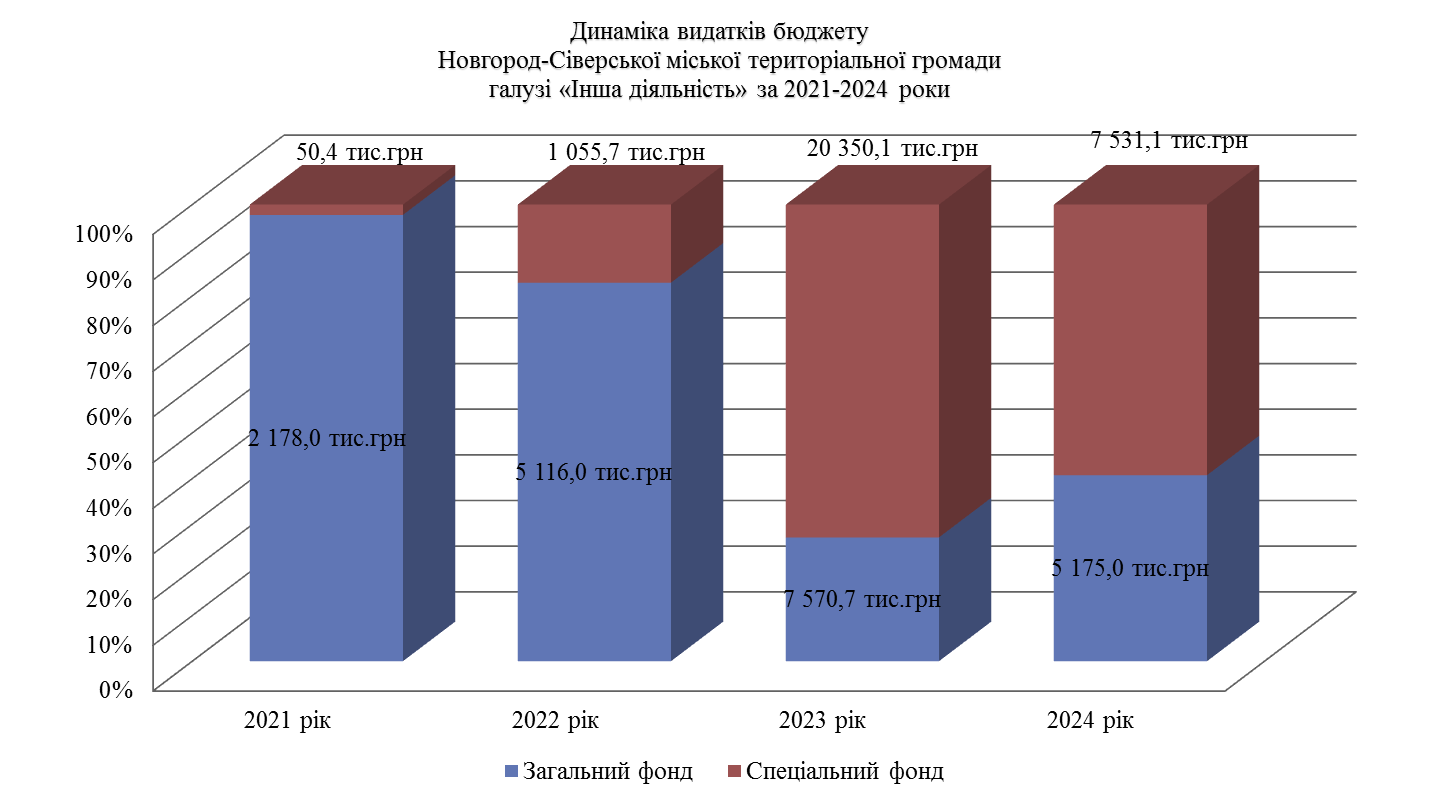 Динаміка видатків бюджету
Новгород-Сіверської міської територіальної громади
галузі «Інша діяльність» за 2021-2024 роки
50,4 тис.грн
1 055,7 тис.грн
20 350,1 тис.грн
7 531,1 тис.грн
100%
90%
80%
70%
60%
50%
40%
30%
20%
10%
0%
2 178,0 тис.грн
5 116,0 тис.грн
7 570,7 тис.грн
5 175,0 тис.грн
2021 рік
2022 рік
2023 рік
2024 рік
Загальний фонд
Спеціальний фонд